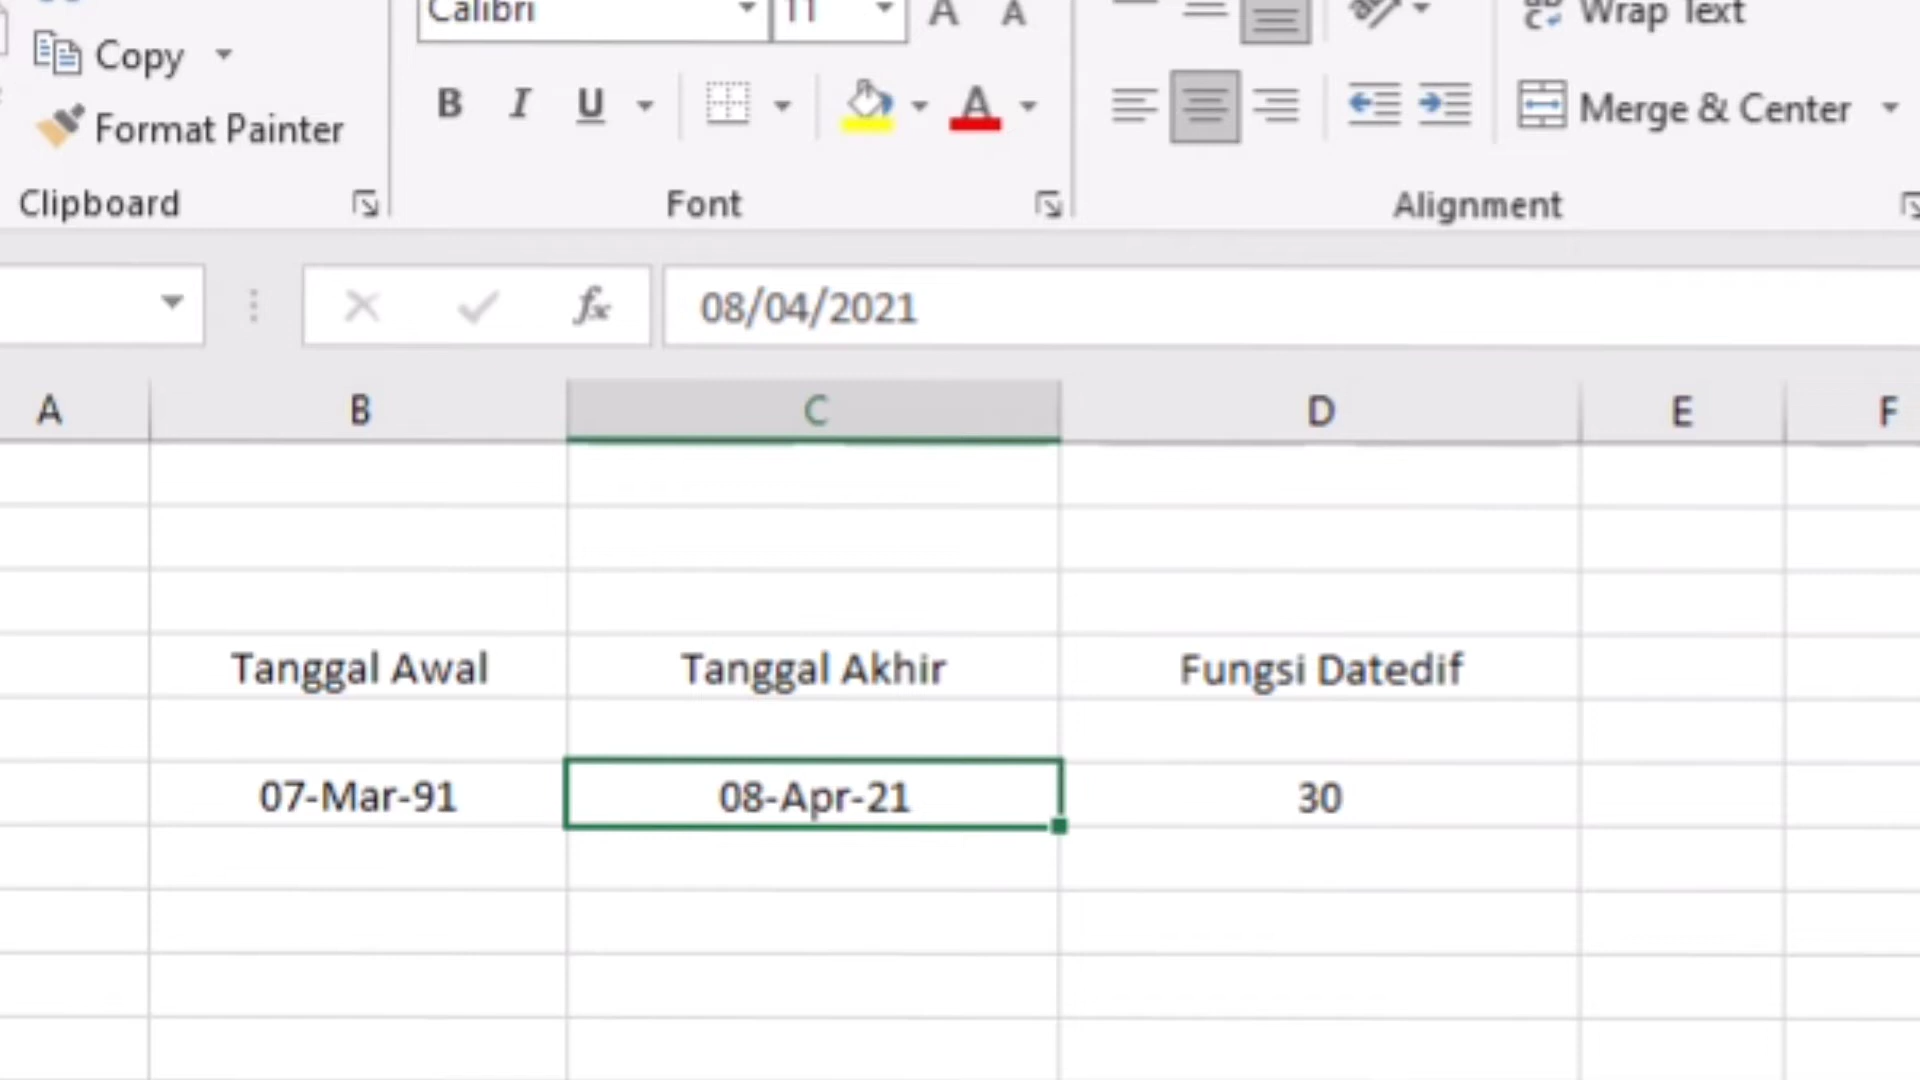 Calibri 11 Wrap Text
Copy
B I U Merge & Center
Format Painter
Clipboard Font Alignment
fx 08/04/2021
A B C D E F
Tanggal Awal Tanggal Akhir Fungsi Datedif
07-Mar-91 08-Apr-21 30